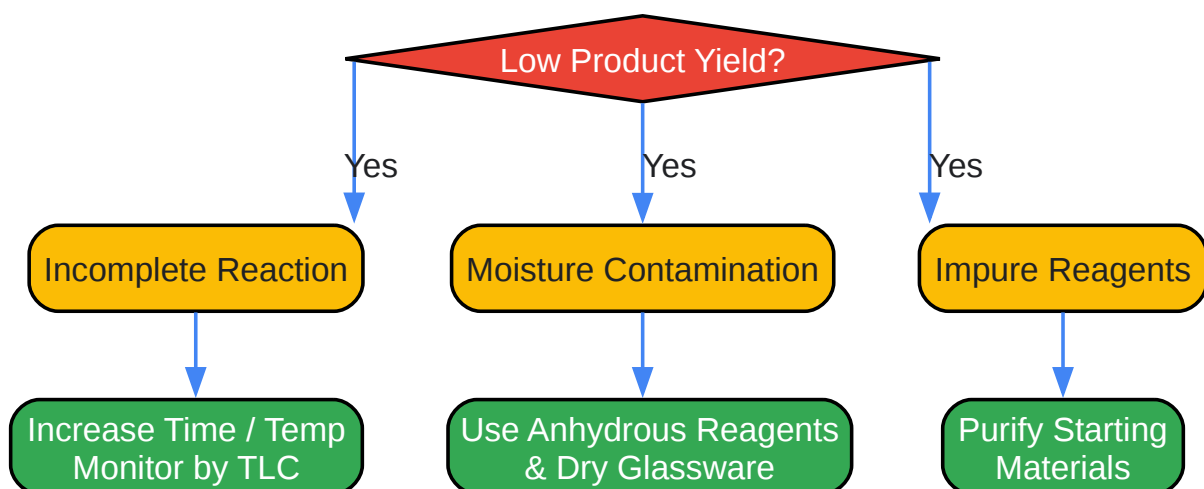 Low Product Yield?
Yes
Yes
Yes
Incomplete Reaction
Moisture Contamination
Impure Reagents
Increase Time / Temp
Monitor by TLC
Use Anhydrous Reagents
& Dry Glassware
Purify Starting
Materials